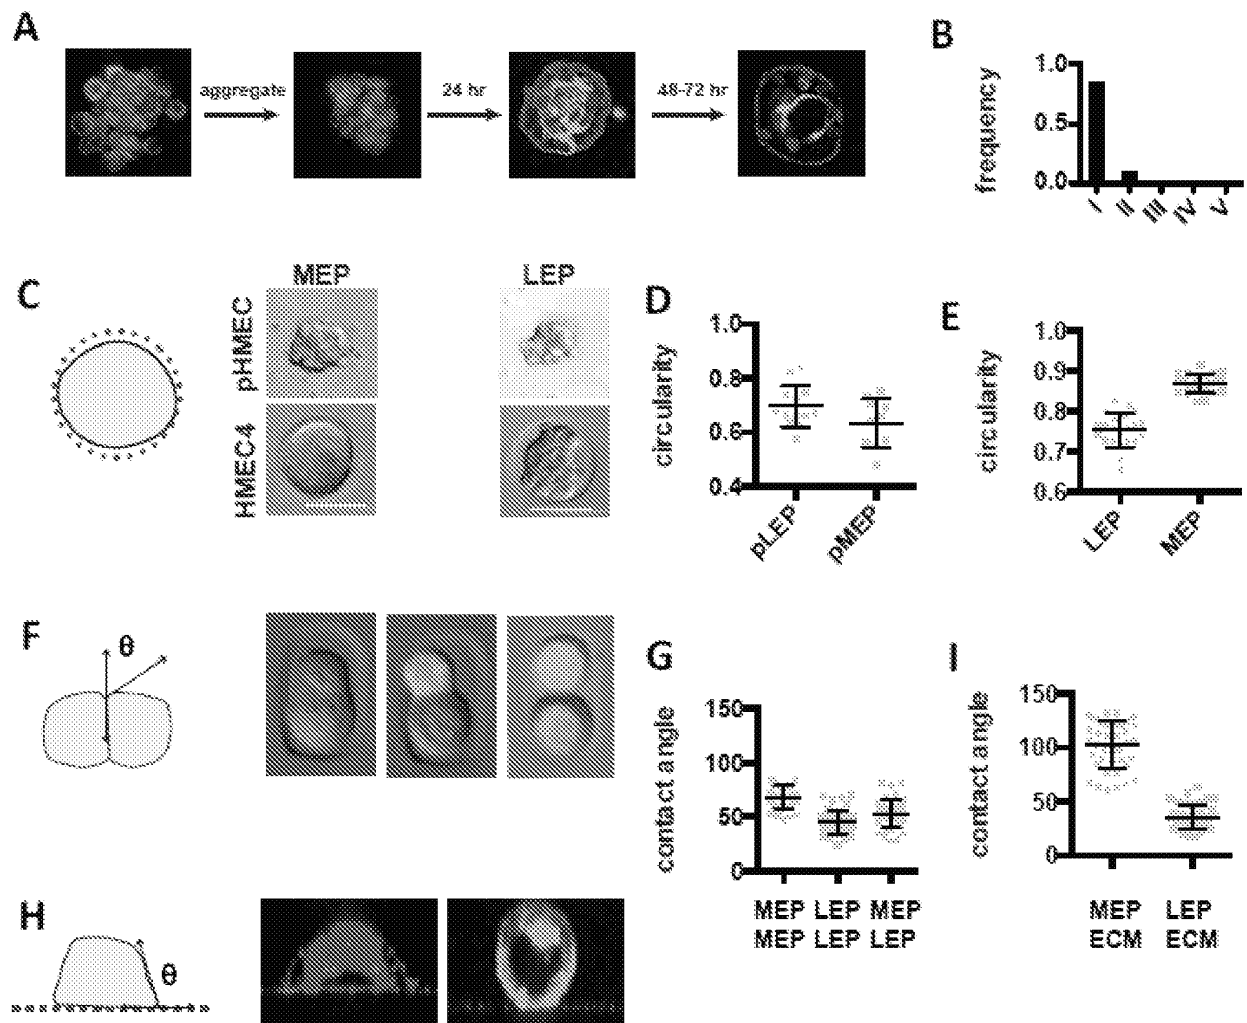 A
aggregate
24 hr
48-72 hr
B
frequency
1.0
0.5
0.0
I
II
III
IV
V
C
MEP
LEP
pHMEC
HMEC4
D
circularity
1.0
0.8
0.6
0.4
pLEP
pMEP
E
circularity
1.0
0.9
0.8
0.7
0.6
LEP
MEP
F
θ
G
contact angle
150
100
50
0
MEP LEP MEP
MEP LEP LEP
I
contact angle
150
100
50
0
MEP LEP
ECM ECM
H
θ